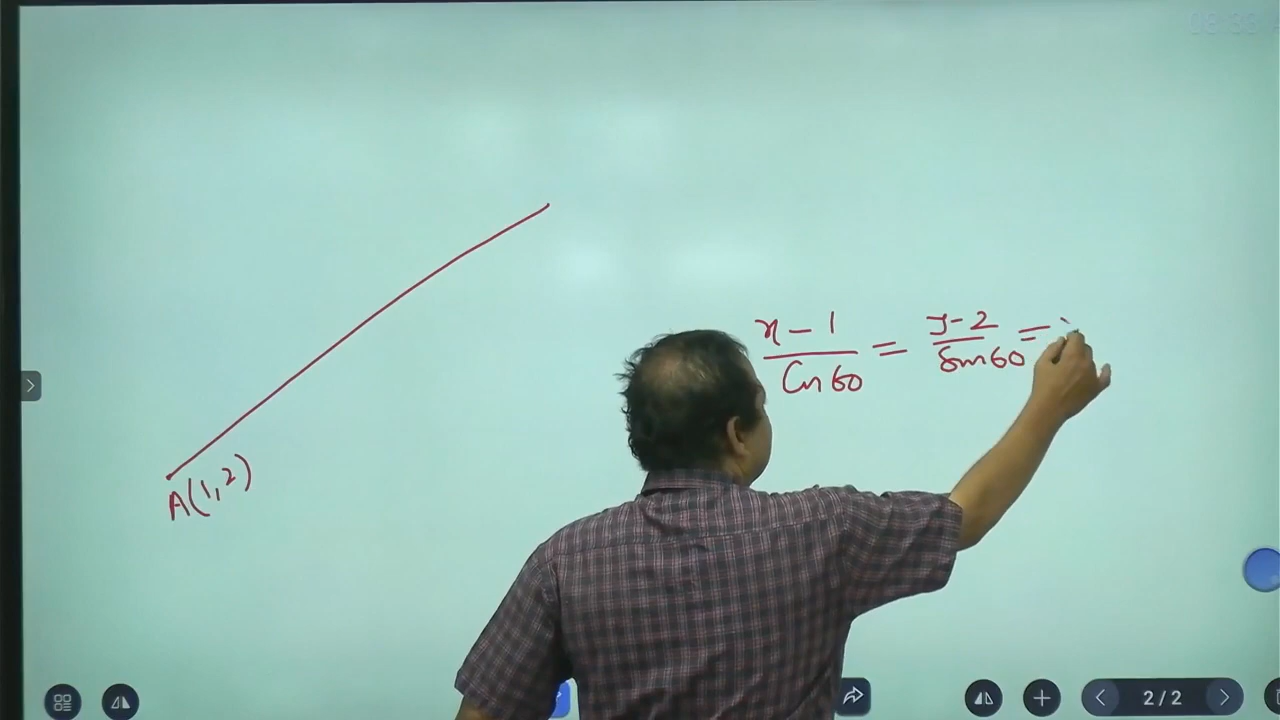 x - 1 / Cos 60 = y - 2 / Sin 60 =
A(1, 2)
2/2